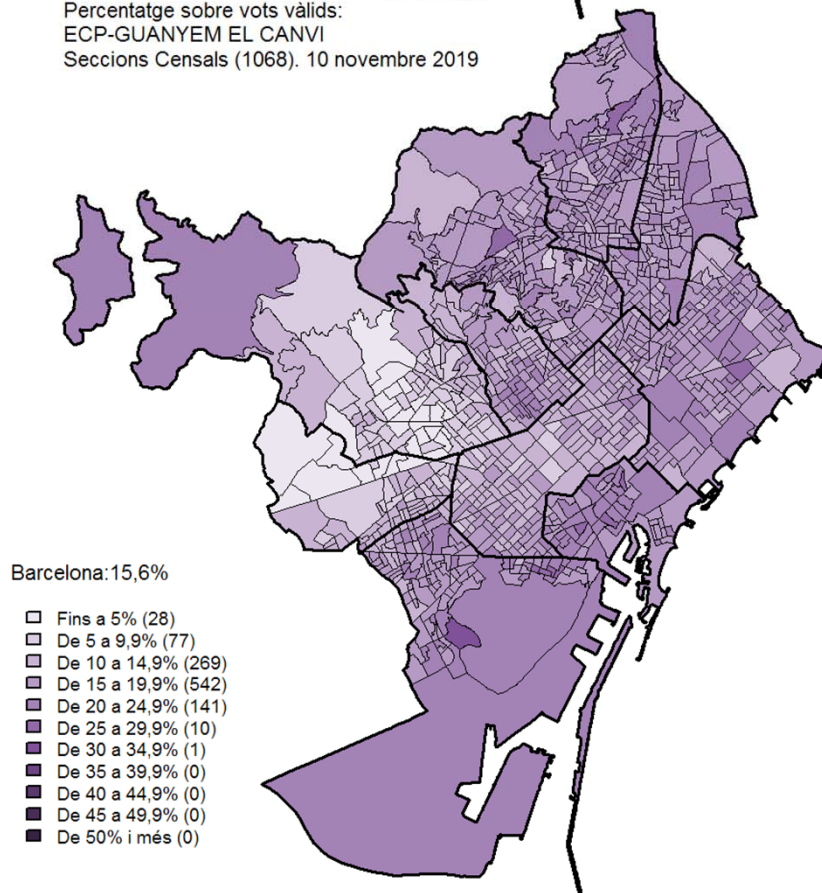 Percentatge sobre vots vàlids:
ECP-GUANYEM EL CANVI
Seccions Censals (1068). 10 novembre 2019
Barcelona:15,6%
Fins a 5% (28)
De 5 a 9,9% (77)
De 10 a 14,9% (269)
De 15 a 19,9% (542)
De 20 a 24,9% (141)
De 25 a 29,9% (10)
De 30 a 34,9% (1)
De 35 a 39,9% (0)
De 40 a 44,9% (0)
De 45 a 49,9% (0)
De 50% i més (0)